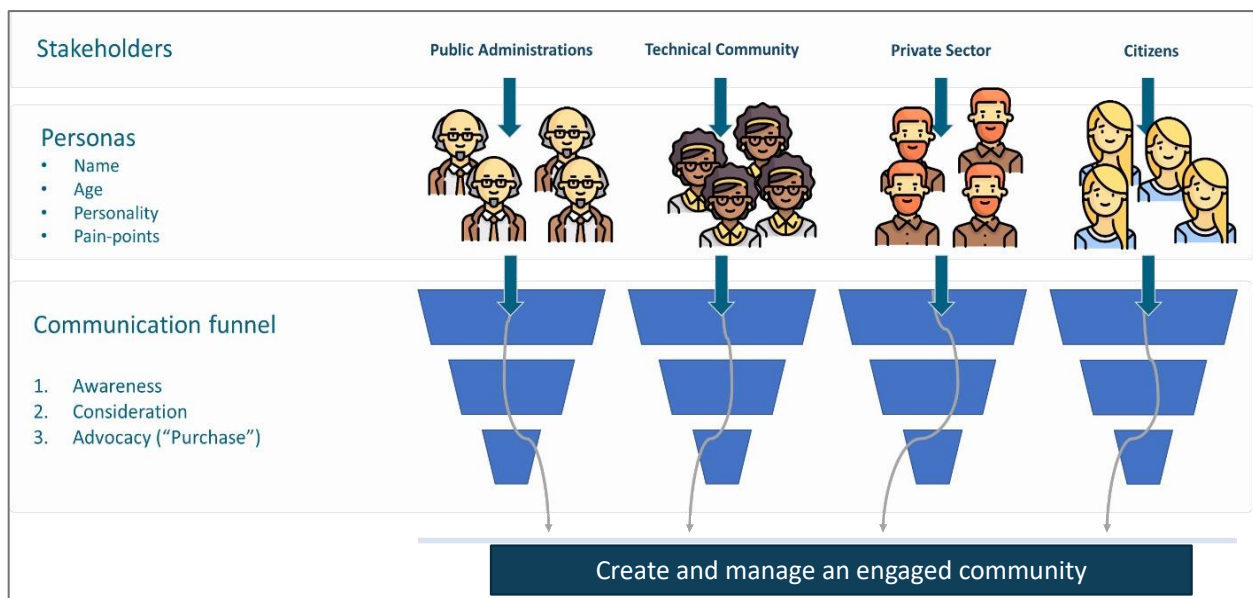 Stakeholders
Public Administrations
Technical Community
Private Sector
Citizens
Personas
• Name
• Age
• Personality
• Pain-points
Communication funnel
1. Awareness
2. Consideration
3. Advocacy (“Purchase”)
Create and manage an engaged community